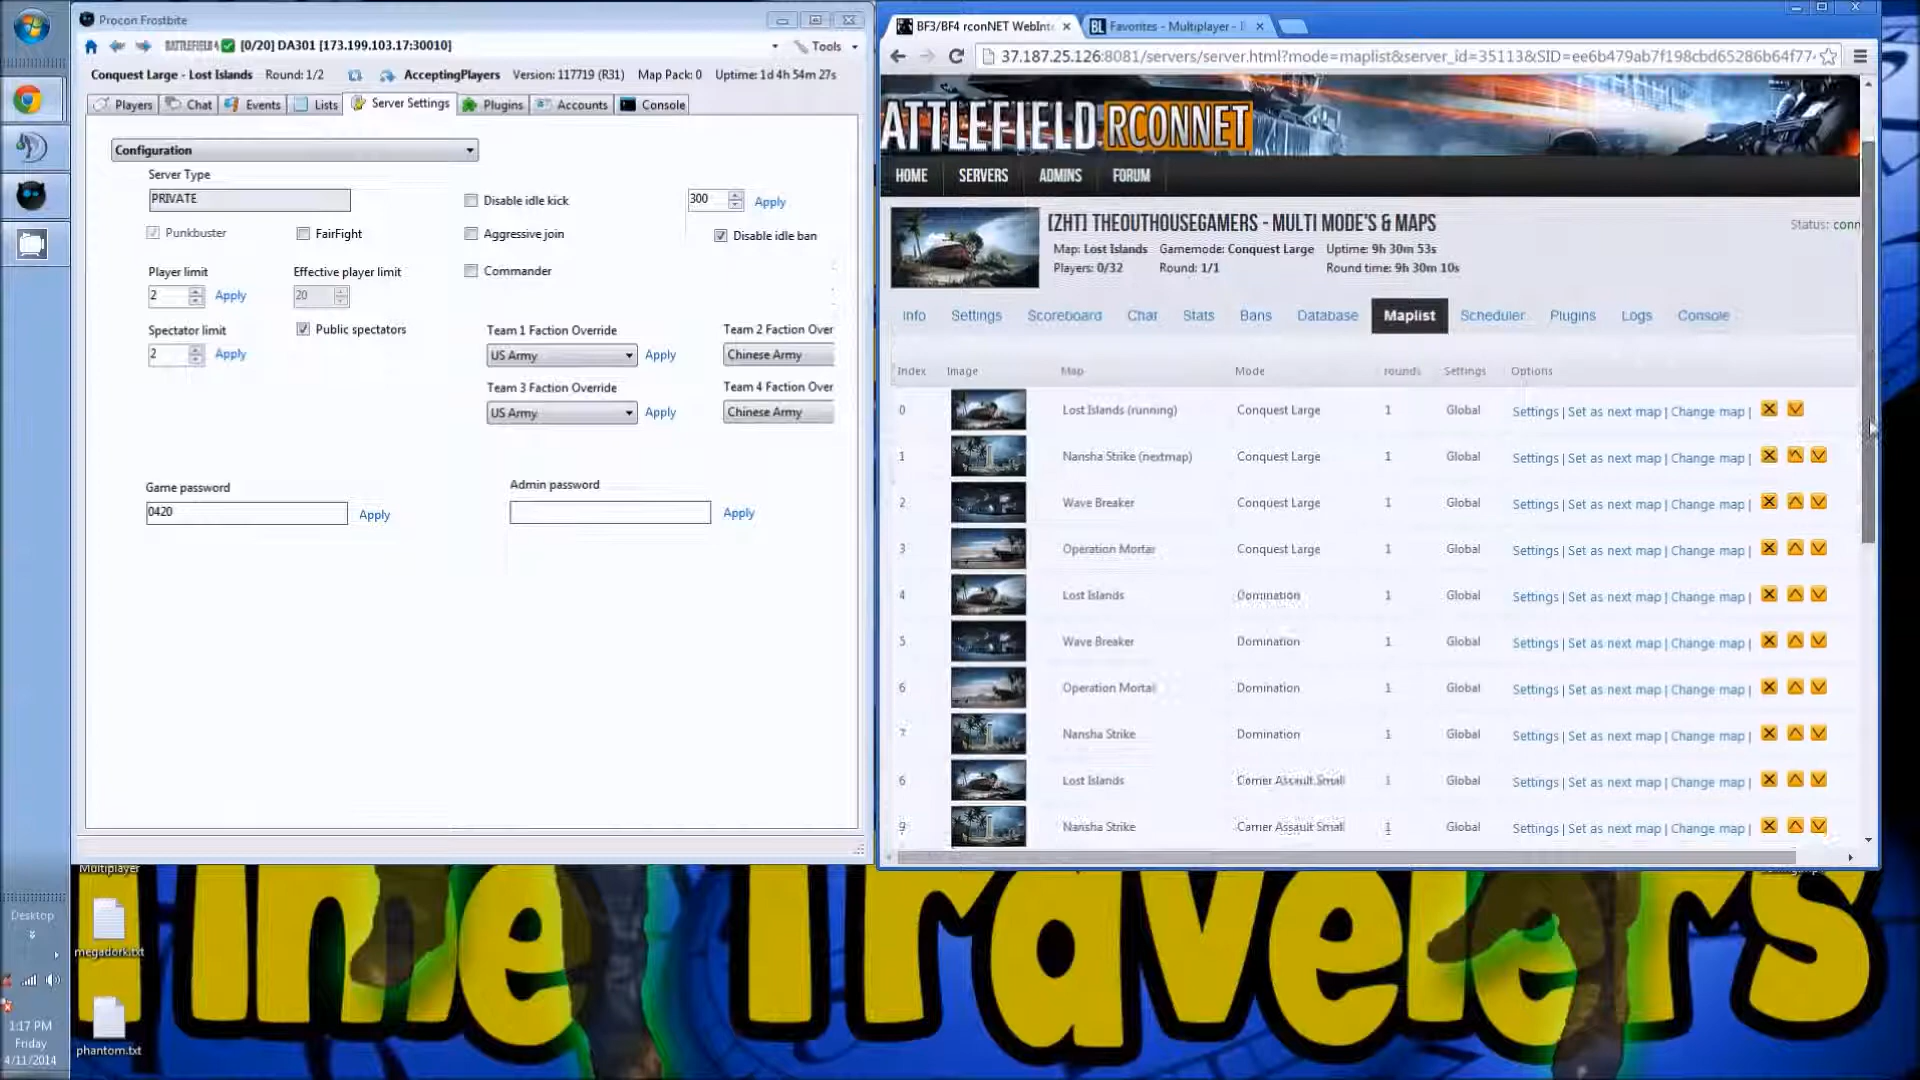 Procon Frostbite
BATTLEFIELD 4 [0/20] DA301 [173.199.103.17:30010]
Tools
Conquest Large - Lost Islands Round: 1/2 AcceptingPlayers Version: 117719 (R31) Map Pack: 0 Uptime: 1d 4h 54m 27s
Players Chat Events Lists Server Settings Plugins Accounts Console
Configuration
Server Type
PRIVATE
Disable idle kick
300
Apply
Punkbuster
FairFight
Aggressive join
Disable idle ban
Player limit
Effective player limit
Commander
2
Apply
20
Spectator limit
Public spectators
Team 1 Faction Override
Team 2 Faction Over
2
Apply
US Army
Apply
Chinese Army
Team 3 Faction Override
Team 4 Faction Over
US Army
Apply
Chinese Army
Game password
Admin password
0420
Apply
Apply
BF3/BF4 rconNET WebInt
Favorites - Multiplayer -
37.187.25.126:8081/servers/server.html?mode=maplist&server_id=35113&SID=ee6b479ab7f198cbd65286b64f77
ATTLEFIELD RCONNET
HOME SERVERS ADMINS FORUM
[ZHT] THEOUTHOUSEGAMERS - MULTI MODE'S & MAPS
Status: conn
Map: Lost Islands Gamemode: Conquest Large Uptime: 9h 30m 53s
Players: 0/32 Round: 1/1 Round time: 9h 30m 10s
Info Settings Scoreboard Chat Stats Bans Database Maplist Scheduler Plugins Logs Console
Index Image Map Mode rounds Settings Options
0 Lost Islands (running) Conquest Large 1 Global Settings | Set as next map | Change map |
1 Nansha Strike (nextmap) Conquest Large 1 Global Settings | Set as next map | Change map |
2 Wave Breaker Conquest Large 1 Global Settings | Set as next map | Change map |
3 Operation Mortar Conquest Large 1 Global Settings | Set as next map | Change map |
4 Lost Islands Domination 1 Global Settings | Set as next map | Change map |
5 Wave Breaker Domination 1 Global Settings | Set as next map | Change map |
6 Operation Mortar Domination 1 Global Settings | Set as next map | Change map |
7 Nansha Strike Domination 1 Global Settings | Set as next map | Change map |
Lost Islands Carrier Assault Small 1 Global Settings | Set as next map | Change map |
9 Nansha Strike Carrier Assault Small 1 Global Settings | Set as next map | Change map |
Multiplayer
megadork.txt
phantom.txt
Time Travelers
Desktop
1:17 PM
Friday
4/11/2014